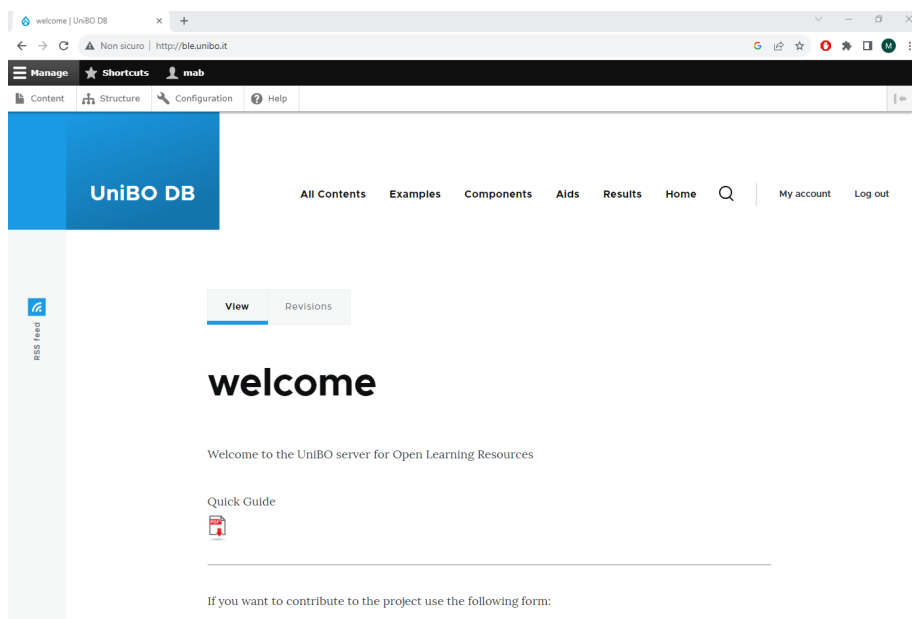 welcome | UniBO DB
Non sicuro | http://ble.unibo.it
G
O
M
Manage Shortcuts mab
Content Structure Configuration Help
UniBO DB
All Contents Examples Components Aids Results Home My account Log out
RSS feed
View Revisions
welcome
Welcome to the UniBO server for Open Learning Resources
Quick Guide
PDF
If you want to contribute to the project use the following form: